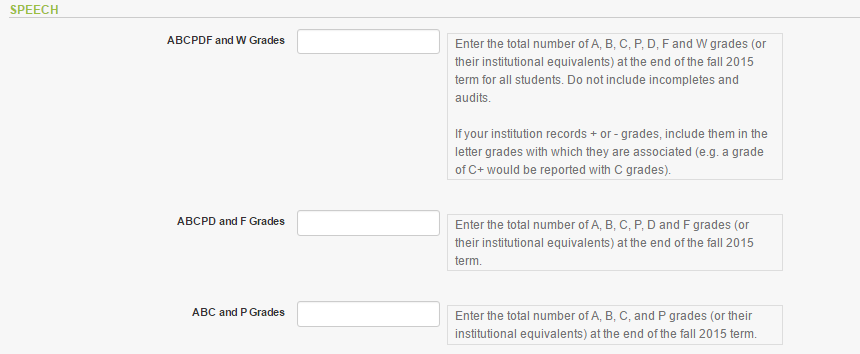 SPEECH
ABCPDF and W Grades
Enter the total number of A, B, C, P, D, F and W grades (or
their institutional equivalents) at the end of the fall 2015
term for all students. Do not include incompletes and
audits.
If your institution records + or - grades, include them in the
letter grades with which they are associated (e.g. a grade
of C+ would be reported with C grades).
ABCPD and F Grades
Enter the total number of A, B, C, P, D and F grades (or
their institutional equivalents) at the end of the fall 2015
term.
ABC and P Grades
Enter the total number of A, B, C, and P grades (or their
institutional equivalents) at the end of the fall 2015 term.